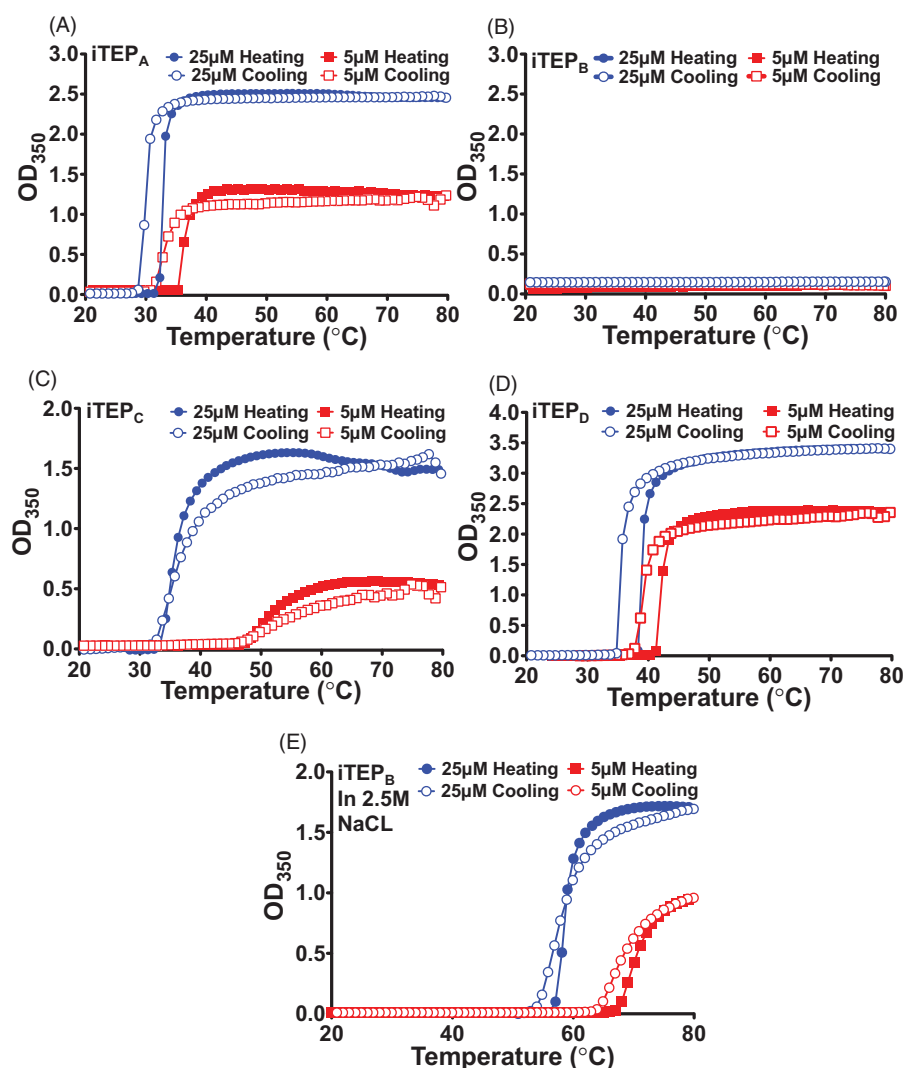 (A)
iTEP_A
25μM Heating 5μM Heating
25μM Cooling 5μM Cooling
3.0
2.5
2.0
1.5
1.0
0.5
0.0
OD350
20 30 40 50 60 70 80
Temperature (°C)
(B)
iTEP_B
25μM Heating 5μM Heating
25μM Cooling 5μM Cooling
3.0
2.5
2.0
1.5
1.0
0.5
0.0
OD350
20 30 40 50 60 70 80
Temperature (°C)
(C)
iTEP_C
25μM Heating 5μM Heating
25μM Cooling 5μM Cooling
2.0
1.5
1.0
0.5
0.0
OD350
20 30 40 50 60 70 80
Temperature (°C)
(D)
iTEP_D
25μM Heating 5μM Heating
25μM Cooling 5μM Cooling
4.0
3.5
3.0
2.5
2.0
1.5
1.0
0.5
0.0
OD350
20 30 40 50 60 70 80
Temperature (°C)
(E)
iTEP_B
In 2.5M
NaCL
25μM Heating 5μM Heating
25μM Cooling 5μM Cooling
2.0
1.5
1.0
0.5
0.0
OD350
20 40 60 80
Temperature (°C)